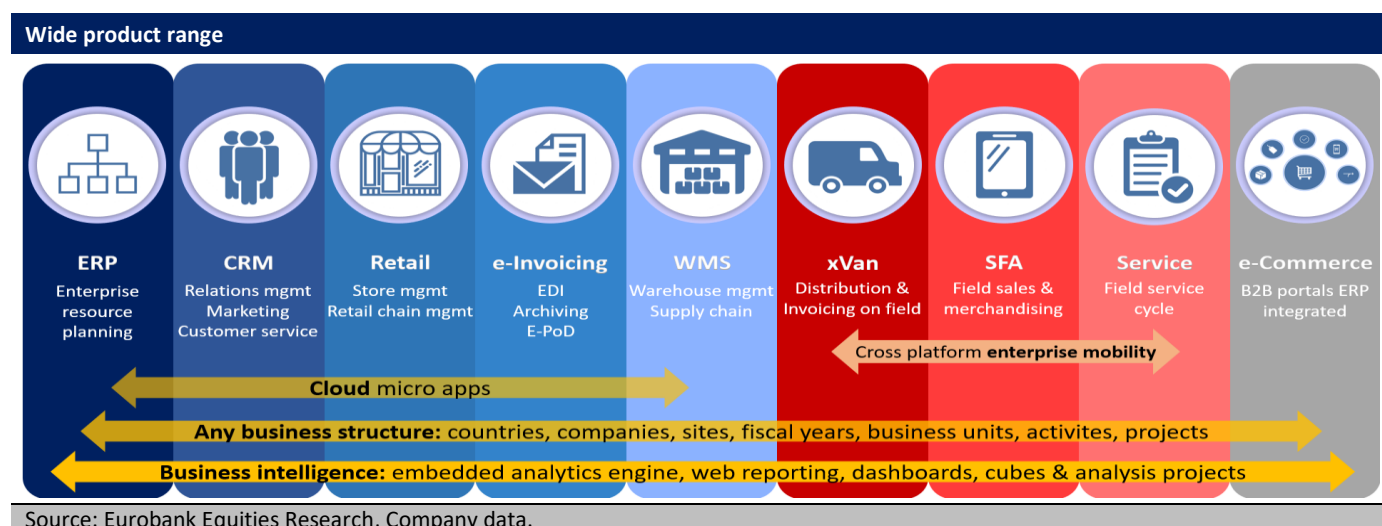 Wide product range
ERP
Enterprise
resource
planning
CRM
Relations mgmt
Marketing
Customer service
Retail
Store mgmt
Retail chain mgmt
e-Invoicing
EDI
Archiving
E-PoD
WMS
Warehouse mgmt
Supply chain
xVan
Distribution &
Invoicing on field
SFA
Field sales &
merchandising
Service
Field service
cycle
e-Commerce
B2B portals ERP
integrated
Cross platform enterprise mobility
Cloud micro apps
Any business structure: countries, companies, sites, fiscal years, business units, activites, projects
Business intelligence: embedded analytics engine, web reporting, dashboards, cubes & analysis projects
Source: Eurobank Equities Research, Company data.